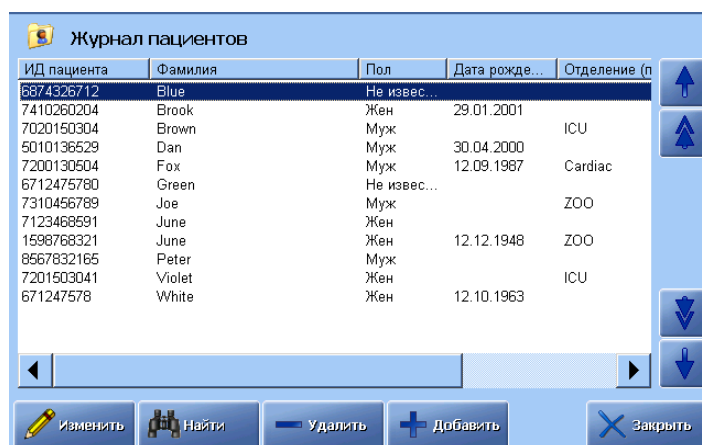 Журнал пациентов
ИД пациента Фамилия Пол Дата рожде... Отделение (п
6874326712 Blue Не извес...
7410260204 Brook Жен 29.01.2001
7020150304 Brown Муж ICU
5010136529 Dan Муж 30.04.2000
7200130504 Fox Муж 12.09.1987 Cardiac
6712475780 Green Не извес...
7310456789 Joe Муж ZOO
7123468591 June Жен
1598768321 June Жен 12.12.1948 ZOO
8567832165 Peter Муж
7201503041 Violet Жен ICU
671247578 White Жен 12.10.1963
Изменить Найти Удалить Добавить Закрыть